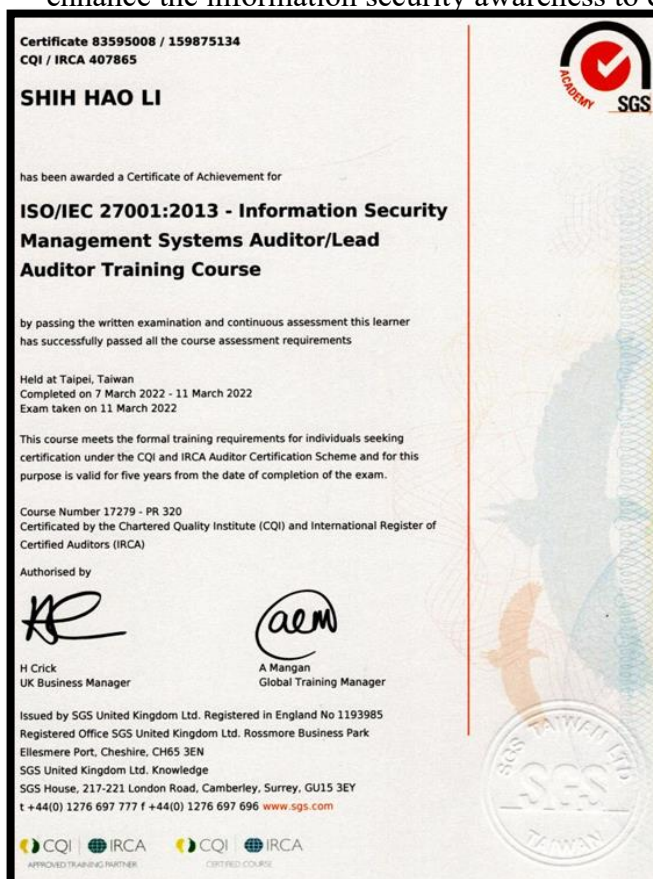 enhance the information security awareness to
Certificate 83595008 / 159875134
CQI / IRCA 407865
SHIH HAO LI
ACADEMY
SGS
has been awarded a Certificate of Achievement for
ISO/IEC 27001:2013 - Information Security
Management Systems Auditor/Lead
Auditor Training Course
by passing the written examination and continuous assessment this learner
has successfully passed all the course assessment requirements
Held at Taipei, Taiwan
Completed on 7 March 2022 - 11 March 2022
Exam taken on 11 March 2022
This course meets the formal training requirements for individuals seeking
certification under the CQI and IRCA Auditor Certification Scheme and for this
purpose is valid for five years from the date of completion of the exam.
Course Number 17279 - PR 320
Certificated by the Chartered Quality Institute (CQI) and International Register of
Certified Auditors (IRCA)
Authorised by
aem
H Crick
UK Business Manager
A Mangan
Global Training Manager
Issued by SGS United Kingdom Ltd. Registered in England No 1193985
Registered Office SGS United Kingdom Ltd. Rossmore Business Park
Ellesmere Port, Cheshire, CH65 3EN
SGS United Kingdom Ltd. Knowledge
SGS House, 217-221 London Road, Camberley, Surrey, GU15 3EY
t +44(0) 1276 697 777 f +44(0) 1276 697 696 www.sgs.com
SGS TAIWAN LTD
SGS
TAIWAN
CQI IRCA
APPROVED TRAINING PARTNER
CQI IRCA
CERTIFIED COURSE